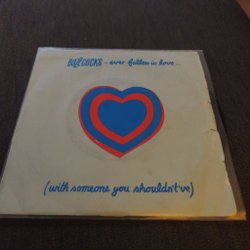 BUZZCOCKS - ever fallen in love...
(with someone you shouldn't've)